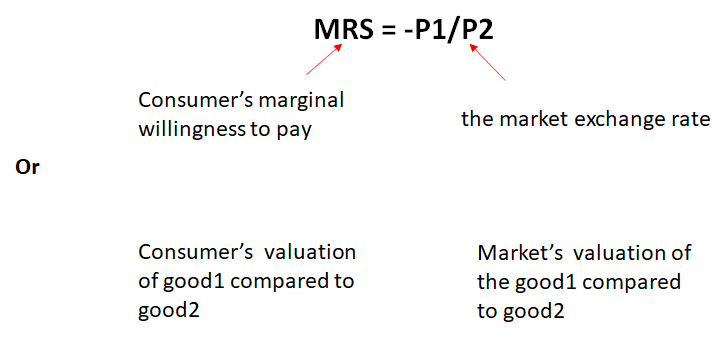 MRS = -P1/P2
Consumer's marginal
willingness to pay
the market exchange rate
Or
Consumer's  valuation
of good1 compared to
good2
Market's  valuation of
the good1 compared
to good2